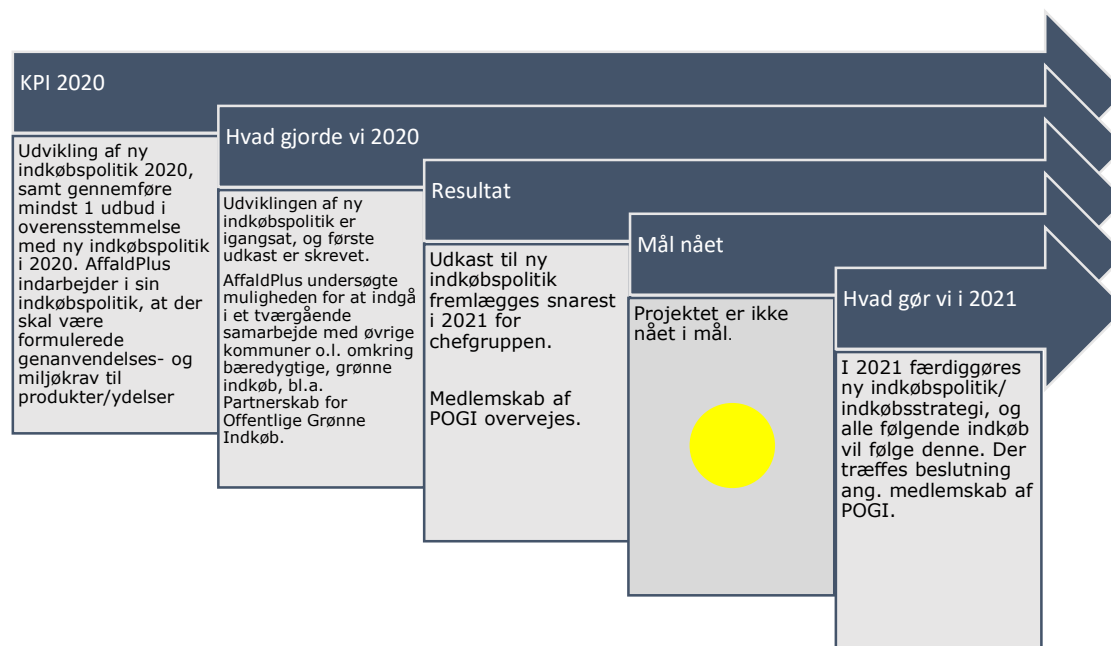 KPI 2020
Udvikling af ny
indkøbspolitik 2020,
samt gennemføre
mindst 1 udbud i
overensstemmelse
med ny indkøbspolitik
i 2020. AffaldPlus
indarbejder i sin
indkøbspolitik, at der
skal være
formulerede
genanvendelses- og
miljøkrav til
produkter/ydelser
Hvad gjorde vi 2020
Udviklingen af ny
indkøbspolitik er
igangsat, og første
udkast er skrevet.
AffaldPlus undersøgte
muligheden for at indgå
i et tværgående
samarbejde med øvrige
kommuner o.l. omkring
bæredygtige, grønne
indkøb, bl.a.
Partnerskab for
Offentlige Grønne
Indkøb.
Resultat
Udkast til ny
indkøbspolitik
fremlægges snarest
i 2021 for
chefgruppen.
Medlemskab af
POGI overvejes.
Mål nået
Projektet er ikke
nået i mål.
Hvad gør vi i 2021
I 2021 færdiggøres
ny indkøbspolitik/
indkøbsstrategi, og
alle følgende indkøb
vil følge denne. Der
træffes beslutning
ang. medlemskab af
POGI.